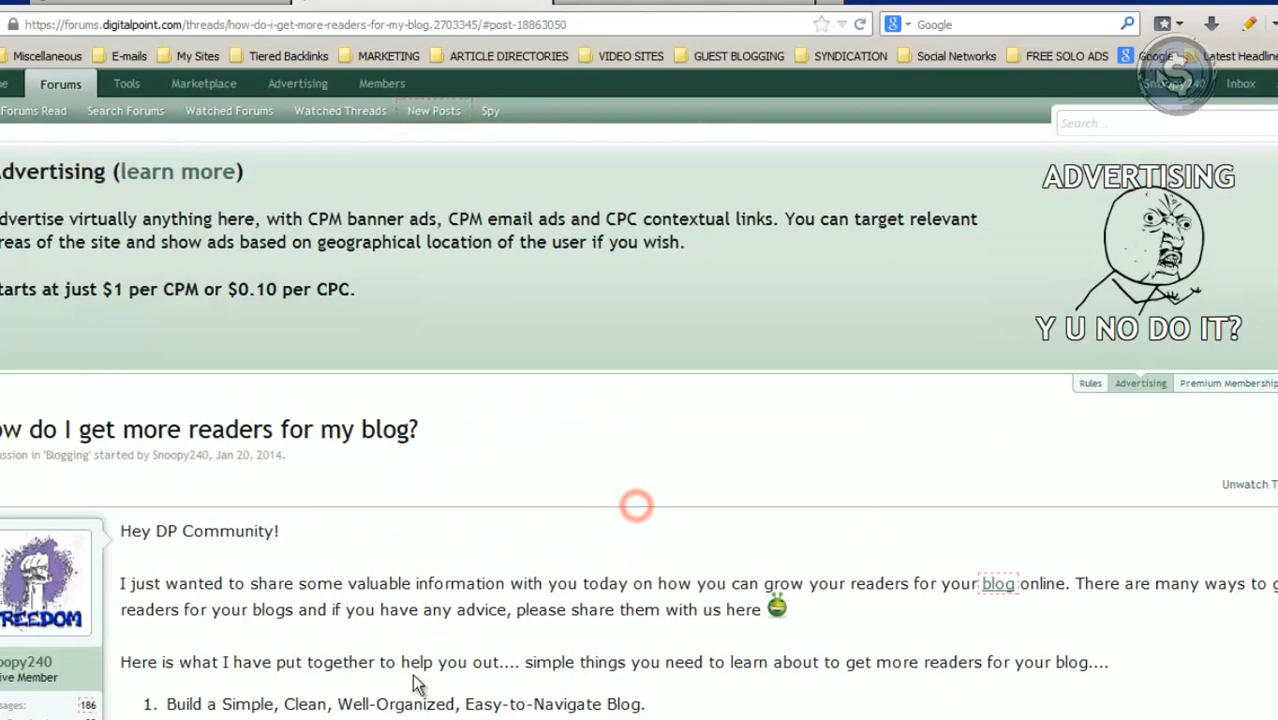 https://forums.digitalpoint.com/threads/how-do-i-get-more-readers-for-my-blog.2703345/#post-18863050
Google
Miscellaneous E-mails My Sites Tiered Backlinks MARKETING ARTICLE DIRECTORIES VIDEO SITES GUEST BLOGGING SYNDICATION Social Networks FREE SOLO ADS Google Latest Headline
me Forums Tools Marketplace Advertising Members Snoopy240 Inbox
Forums Read Search Forums Watched Forums Watched Threads New Posts Spy
Search...
dvertising (learn more)
ADVERTISING
dvertise virtually anything here, with CPM banner ads, CPM email ads and CPC contextual links. You can target relevant
reas of the site and show ads based on geographical location of the user if you wish.
tarts at just $1 per CPM or $0.10 per CPC.
Y U NO DO IT?
Rules Advertising Premium Membership
ow do I get more readers for my blog?
ussion in 'Blogging' started by Snoopy240, Jan 20, 2014.
Unwatch T
Hey DP Community!
I just wanted to share some valuable information with you today on how you can grow your readers for your blog online. There are many ways to g
readers for your blogs and if you have any advice, please share them with us here
REEDOM
noopy240
ive Member
Here is what I have put together to help you out.... simple things you need to learn about to get more readers for your blog....
ssages: 186
1. Build a Simple, Clean, Well-Organized, Easy-to-Navigate Blog.